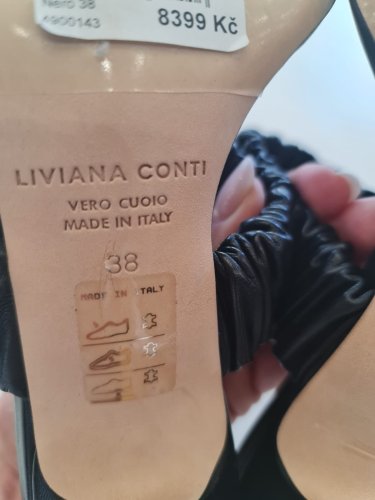 Nero 38
4900143
8399 Kč
LIVIANA CONTI
VERO CUOIO
MADE IN ITALY
38
MADE IN ITALY